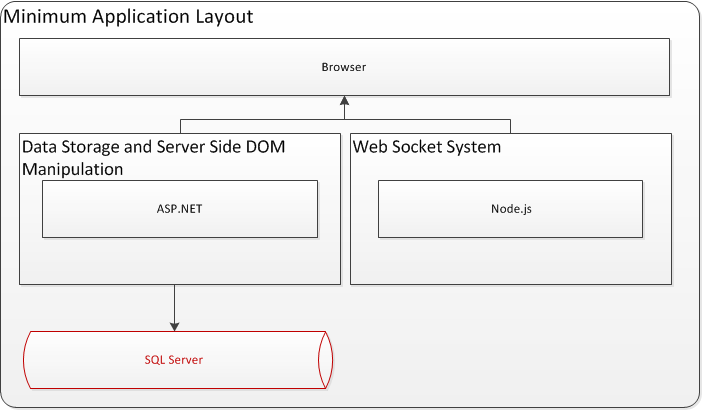 Minimum Application Layout
Browser
Data Storage and Server Side DOM
Manipulation
ASP.NET
Web Socket System
Node.js
SQL Server